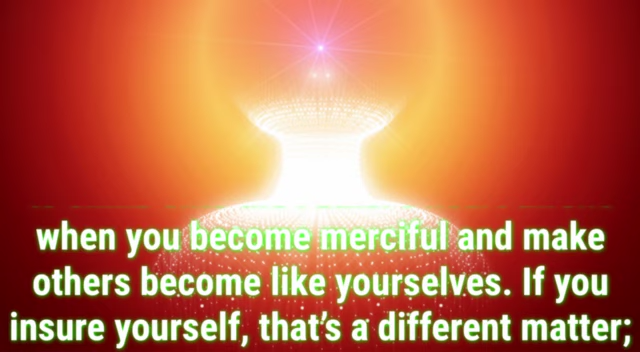 when you become merciful and make
others become like yourselves. If you
insure yourself, that’s a different matter;